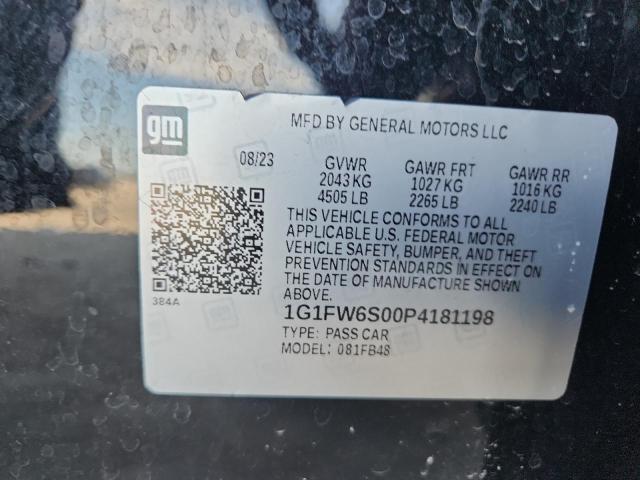 gm
MFD BY GENERAL MOTORS LLC
08/23 GVWR GAWR FRT GAWR RR
2043 KG 1027 KG 1016 KG
4505 LB 2265 LB 2240 LB
THIS VEHICLE CONFORMS TO ALL
APPLICABLE U.S. FEDERAL MOTOR
VEHICLE SAFETY, BUMPER, AND THEFT
PREVENTION STANDARDS IN EFFECT ON
THE DATE OF MANUFACTURE SHOWN
ABOVE.
384A
1G1FW6S00P4181198
TYPE: PASS CAR
MODEL: 081FB48